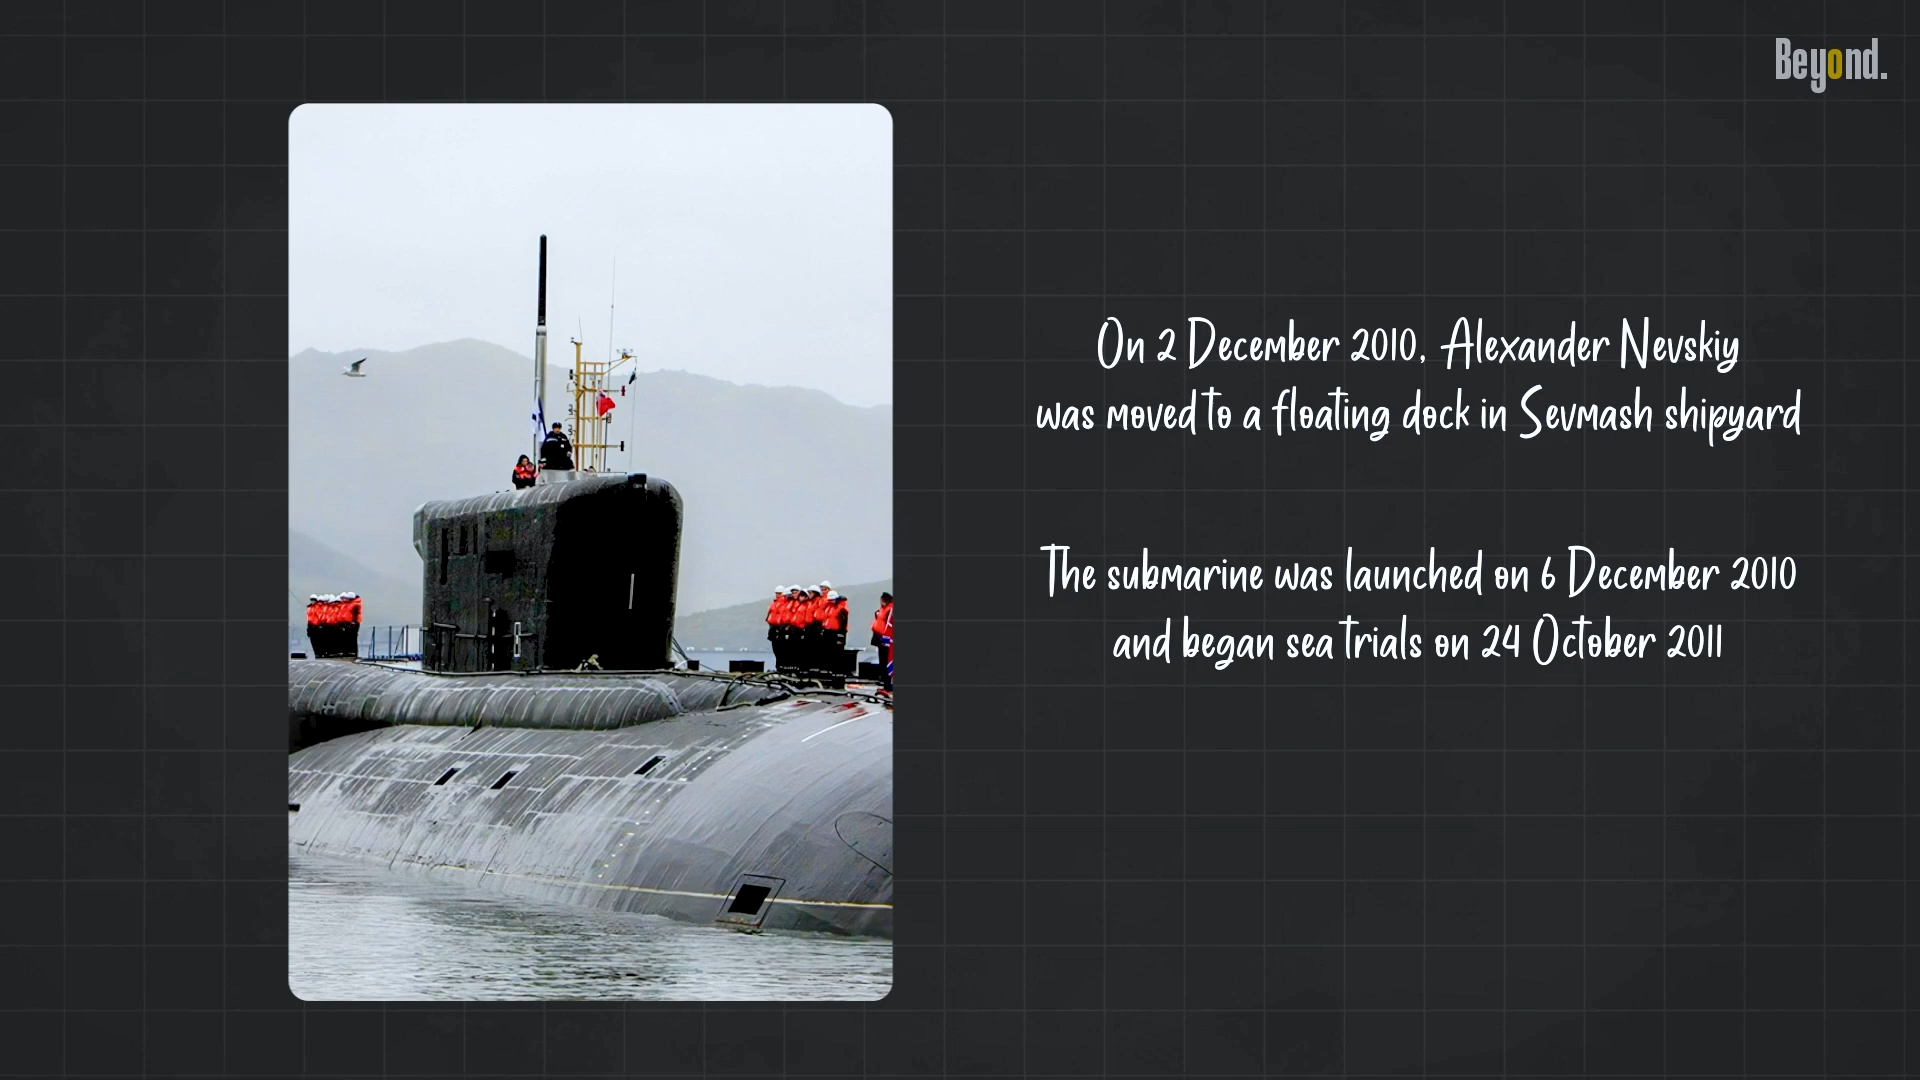 Beyond.
On 2 December 2010, Alexander Nevskiy
was moved to a floating dock in Sevmash shipyard
The submarine was launched on 6 December 2010
and began sea trials on 24 October 2011